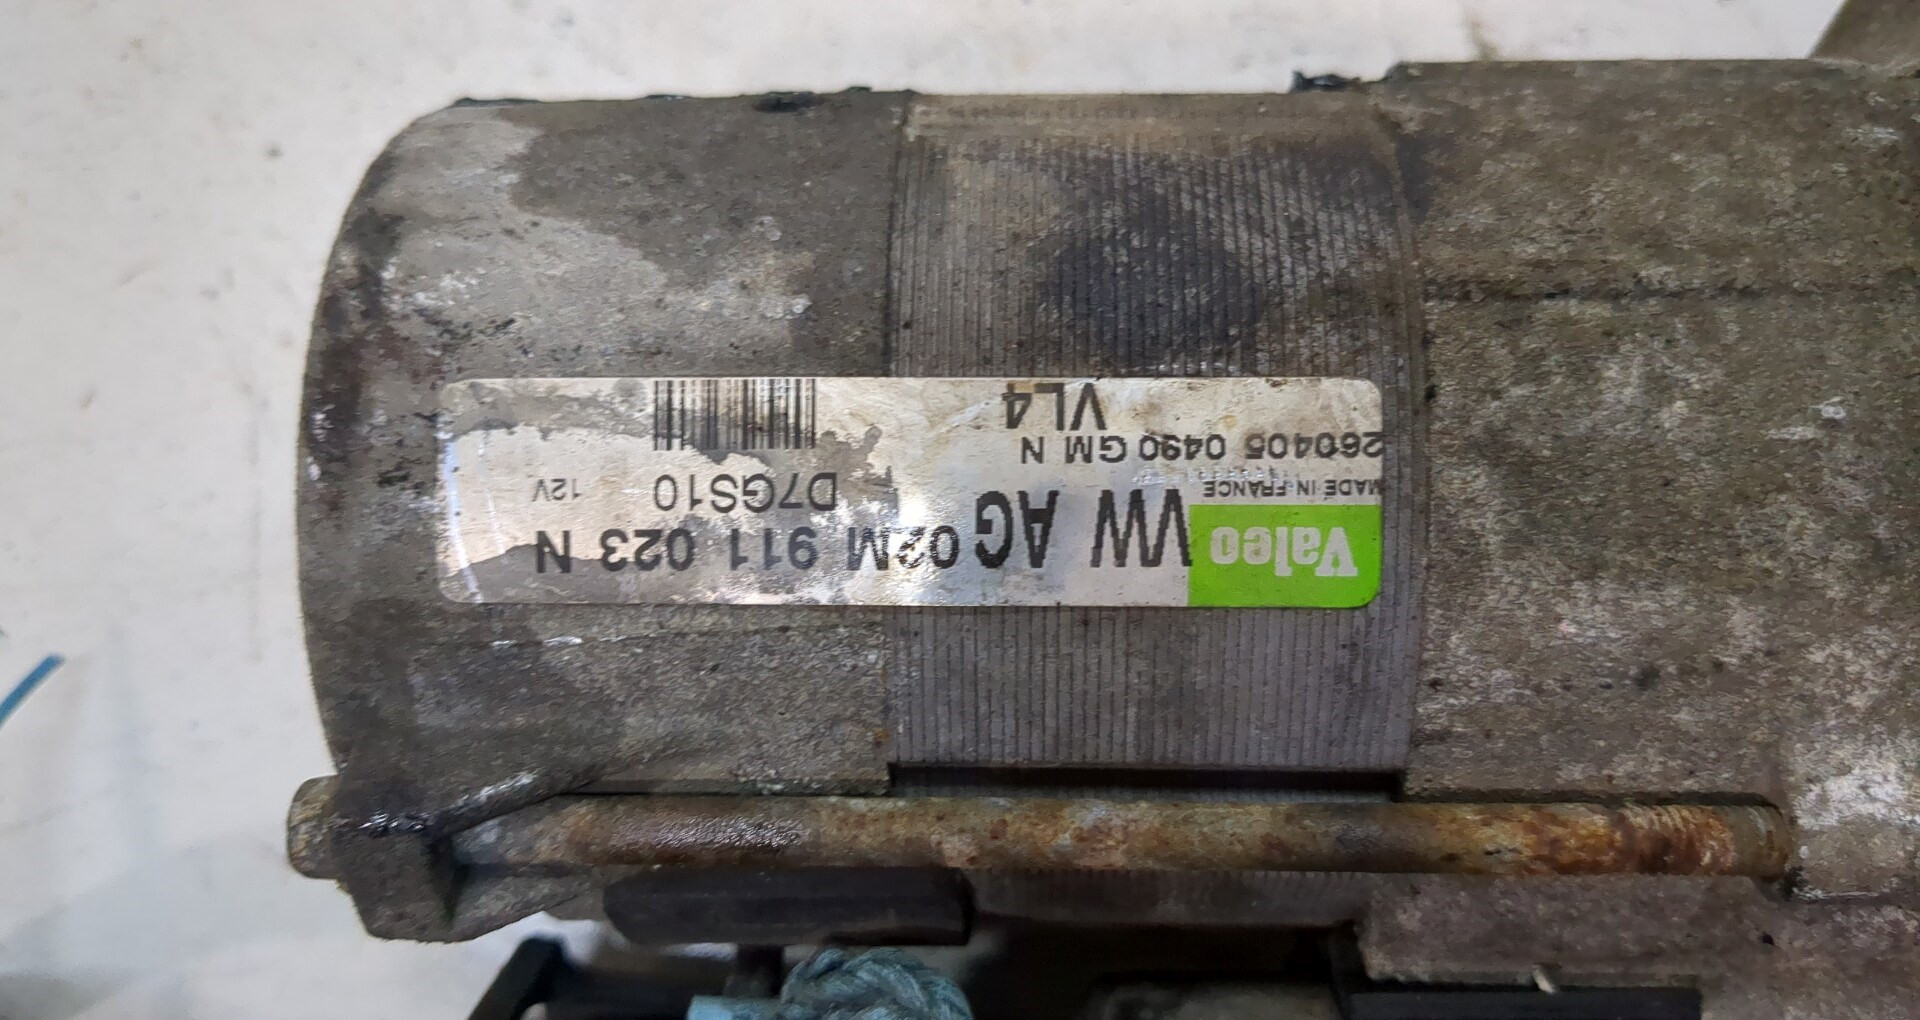 Valeo VW AG 02M 911 023 N
MADE IN FRANCE D7GS10 12V
260405 0490 GM N
VL4